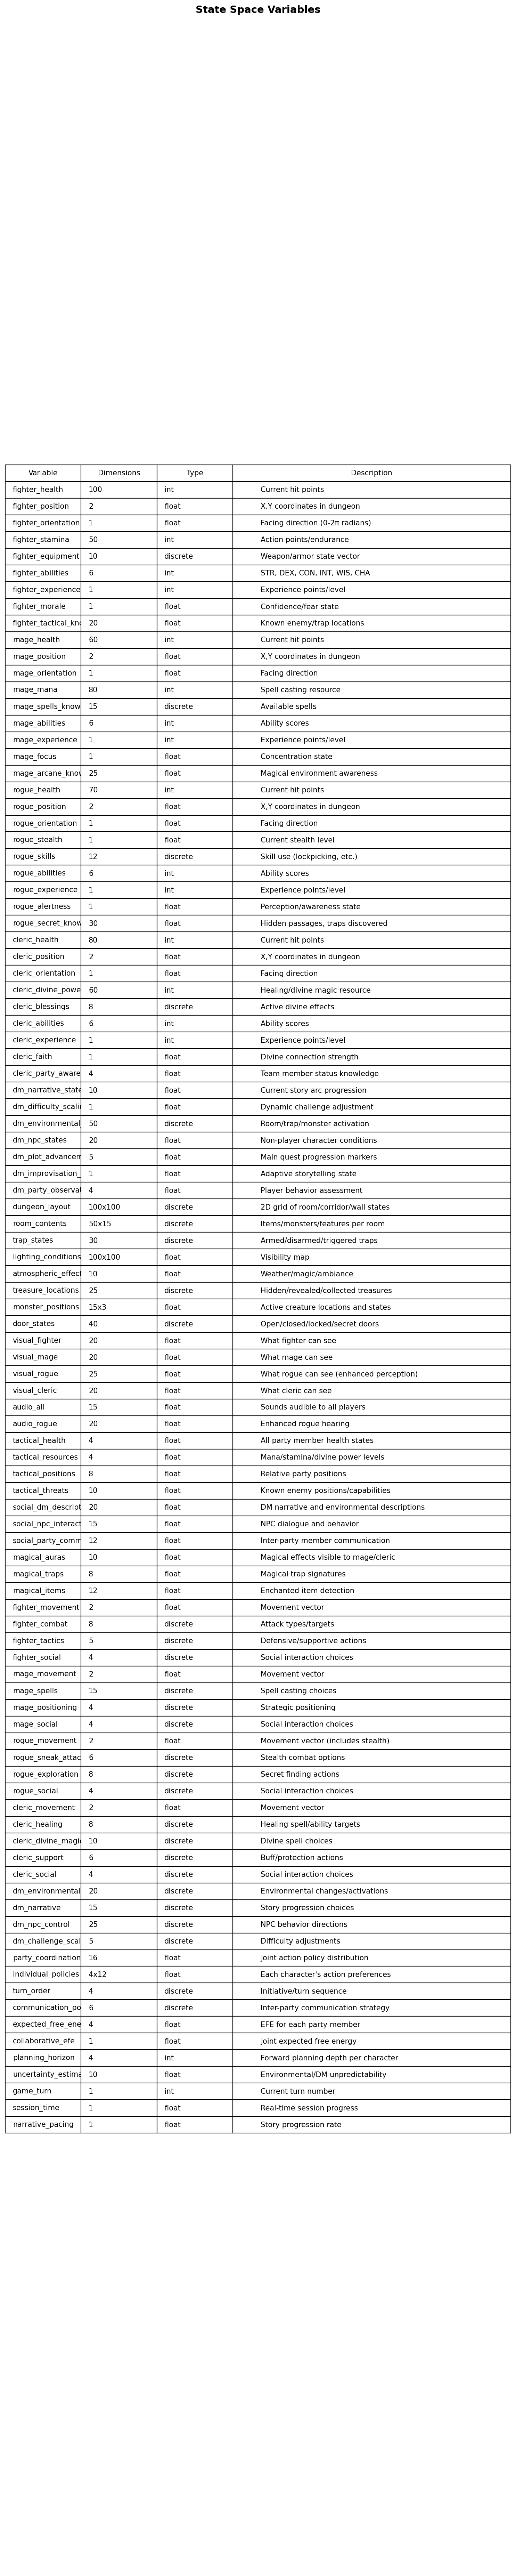 State Space Variables
Variable Dimensions Type Description
fighter_health 100 int Current hit points
fighter_position 2 float X,Y coordinates in dungeon
fighter_orientation 1 float Facing direction (0-2π radians)
fighter_stamina 50 int Action points/endurance
fighter_equipment 10 discrete Weapon/armor state vector
fighter_abilities 6 int STR, DEX, CON, INT, WIS, CHA
fighter_experience 1 int Experience points/level
fighter_morale 1 float Confidence/fear state
fighter_tactical_kno 20 float Known enemy/trap locations
mage_health 60 int Current hit points
mage_position 2 float X,Y coordinates in dungeon
mage_orientation 1 float Facing direction
mage_mana 80 int Spell casting resource
mage_spells_know 15 discrete Available spells
mage_abilities 6 int Ability scores
mage_experience 1 int Experience points/level
mage_focus 1 float Concentration state
mage_arcane_know 25 float Magical environment awareness
rogue_health 70 int Current hit points
rogue_position 2 float X,Y coordinates in dungeon
rogue_orientation 1 float Facing direction
rogue_stealth 1 float Current stealth level
rogue_skills 12 discrete Skill use (lockpicking, etc.)
rogue_abilities 6 int Ability scores
rogue_experience 1 int Experience points/level
rogue_alertness 1 float Perception/awareness state
rogue_secret_know 30 float Hidden passages, traps discovered
cleric_health 80 int Current hit points
cleric_position 2 float X,Y coordinates in dungeon
cleric_orientation 1 float Facing direction
cleric_divine_powe 60 int Healing/divine magic resource
cleric_blessings 8 discrete Active divine effects
cleric_abilities 6 int Ability scores
cleric_experience 1 int Experience points/level
cleric_faith 1 float Divine connection strength
cleric_party_aware 4 float Team member status knowledge
dm_narrative_state 10 float Current story arc progression
dm_difficulty_scali 1 float Dynamic challenge adjustment
dm_environmental 50 discrete Room/trap/monster activation
dm_npc_states 20 float Non-player character conditions
dm_plot_advancem 5 float Main quest progression markers
dm_improvisation_ 1 float Adaptive storytelling state
dm_party_observat 4 float Player behavior assessment
dungeon_layout 100x100 discrete 2D grid of room/corridor/wall states
room_contents 50x15 discrete Items/monsters/features per room
trap_states 30 discrete Armed/disarmed/triggered traps
lighting_conditions 100x100 float Visibility map
atmospheric_effect 10 float Weather/magic/ambiance
treasure_locations 25 discrete Hidden/revealed/collected treasures
monster_positions 15x3 float Active creature locations and states
door_states 40 discrete Open/closed/locked/secret doors
visual_fighter 20 float What fighter can see
visual_mage 20 float What mage can see
visual_rogue 25 float What rogue can see (enhanced perception)
visual_cleric 20 float What cleric can see
audio_all 15 float Sounds audible to all players
audio_rogue 20 float Enhanced rogue hearing
tactical_health 4 float All party member health states
tactical_resources 4 float Mana/stamina/divine power levels
tactical_positions 8 float Relative party positions
tactical_threats 10 float Known enemy positions/capabilities
social_dm_descript 20 float DM narrative and environmental descriptions
social_npc_interact 15 float NPC dialogue and behavior
social_party_comm 12 float Inter-party member communication
magical_auras 10 float Magical effects visible to mage/cleric
magical_traps 8 float Magical trap signatures
magical_items 12 float Enchanted item detection
fighter_movement 2 float Movement vector
fighter_combat 8 discrete Attack types/targets
fighter_tactics 5 discrete Defensive/supportive actions
fighter_social 4 discrete Social interaction choices
mage_movement 2 float Movement vector
mage_spells 15 discrete Spell casting choices
mage_positioning 4 discrete Strategic positioning
mage_social 4 discrete Social interaction choices
rogue_movement 2 float Movement vector (includes stealth)
rogue_sneak_attac 6 discrete Stealth combat options
rogue_exploration 8 discrete Secret finding actions
rogue_social 4 discrete Social interaction choices
cleric_movement 2 float Movement vector
cleric_healing 8 discrete Healing spell/ability targets
cleric_divine_magi 10 discrete Divine spell choices
cleric_support 6 discrete Buff/protection actions
cleric_social 4 discrete Social interaction choices
dm_environmental 20 discrete Environmental changes/activations
dm_narrative 15 discrete Story progression choices
dm_npc_control 25 discrete NPC behavior directions
dm_challenge_scal 5 discrete Difficulty adjustments
party_coordination 16 float Joint action policy distribution
individual_policies 4x12 float Each character's action preferences
turn_order 4 discrete Initiative/turn sequence
communication_po 6 discrete Inter-party communication strategy
expected_free_ene 4 float EFE for each party member
collaborative_efe 1 float Joint expected free energy
planning_horizon 4 int Forward planning depth per character
uncertainty_estima 10 float Environmental/DM unpredictability
game_turn 1 int Current turn number
session_time 1 float Real-time session progress
narrative_pacing 1 float Story progression rate